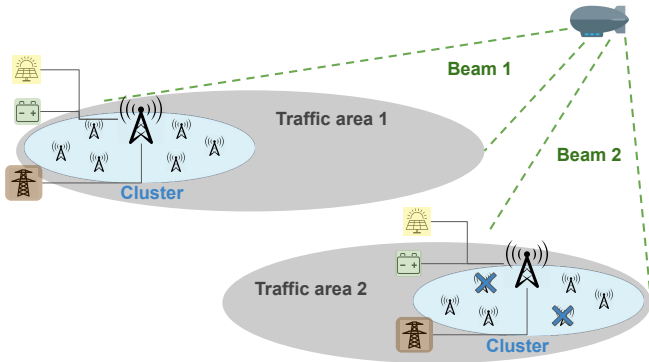 Beam 1
Traffic area 1
Beam 2
Cluster
Traffic area 2
Cluster